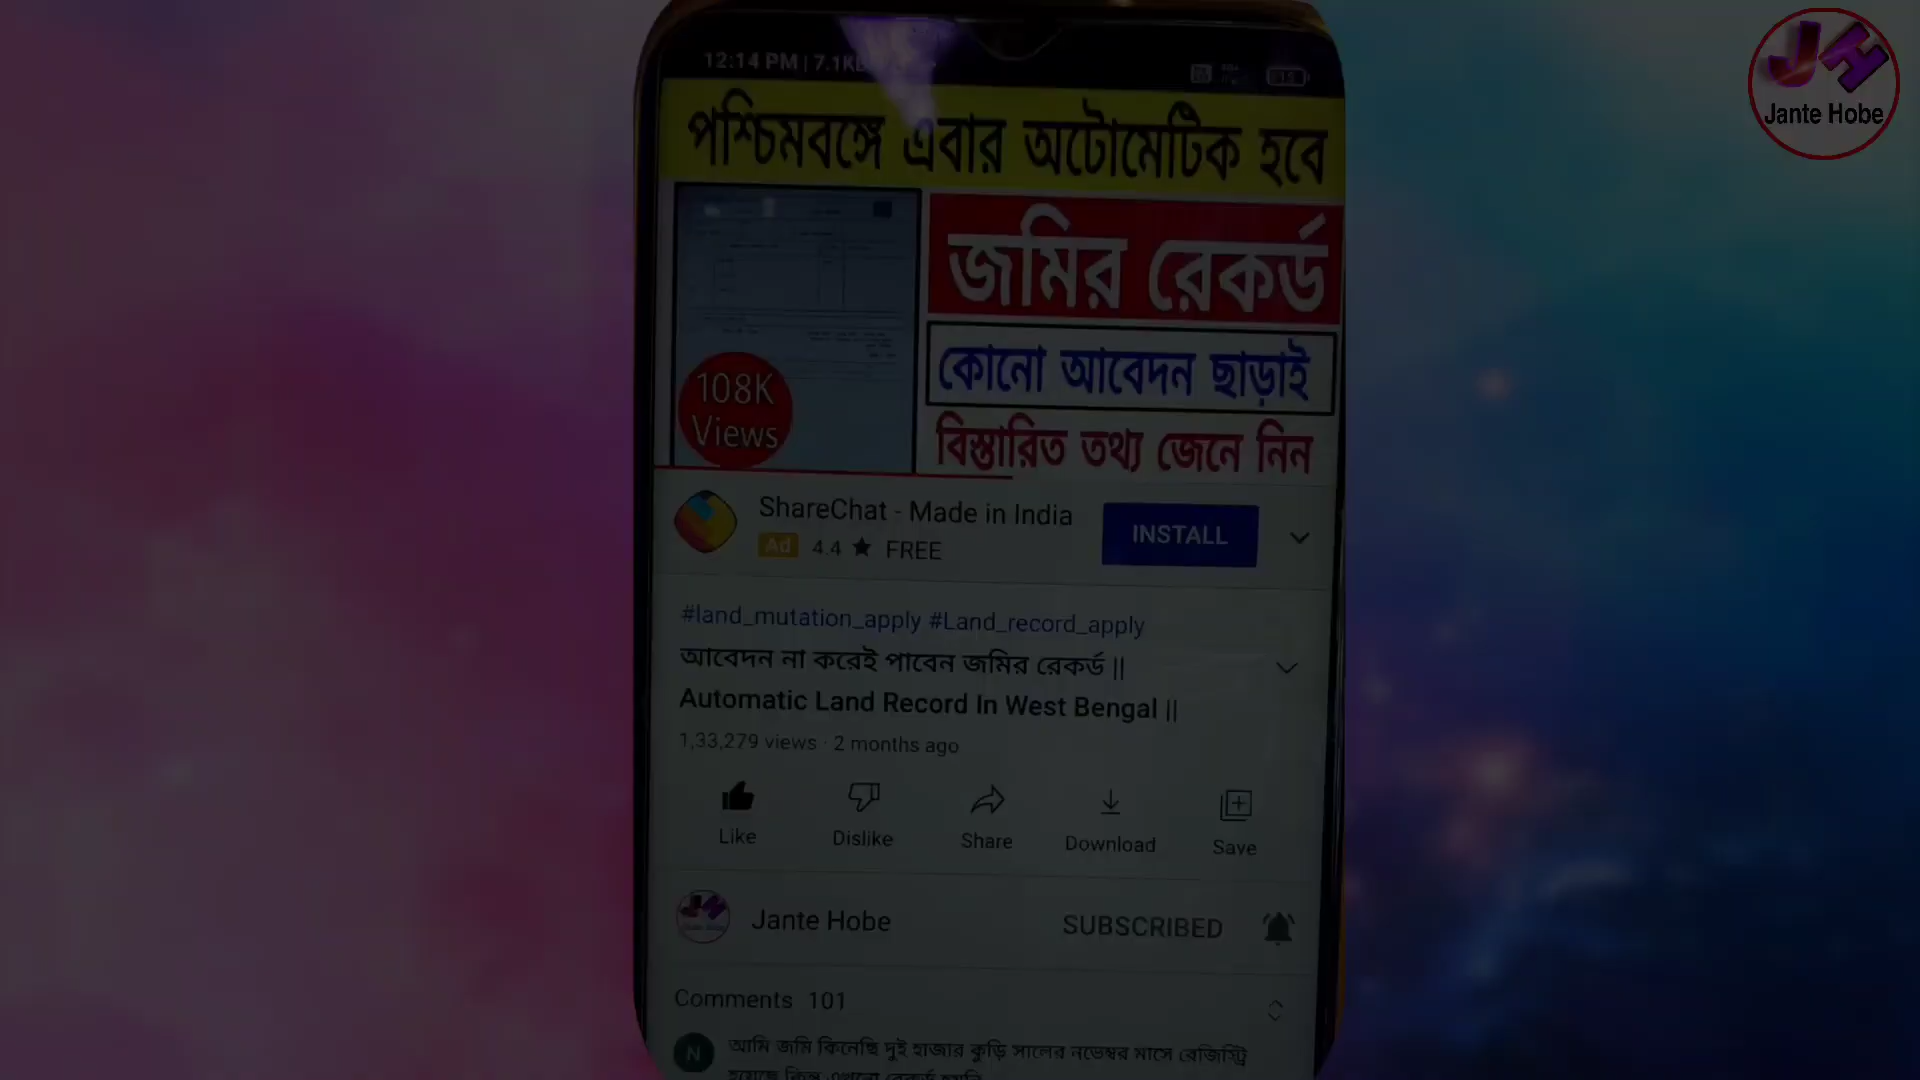 12:14 PM | 7.1K
JH
Jante Hobe
পশ্চিমবঙ্গে এবার অটোমেটিক হবে
জমির রেকর্ড
কোনো আবেদন ছাড়াই
108K
Views
বিস্তারিত তথ্য জেনে নিন
ShareChat - Made in India
Ad 4.4 ★ FREE
INSTALL
#land_mutation_apply #Land_record_apply
আবেদন না করেই পাবেন জমির রেকর্ড ||
Automatic Land Record In West Bengal ||
1,33,279 views · 2 months ago
Like Dislike Share Download Save
Jante Hobe SUBSCRIBED
Comments 101
N আমি জমি কিনেছি দুই হাজার কুড়ি সালের নভেম্বর মাসে রেজিস্ট্রি